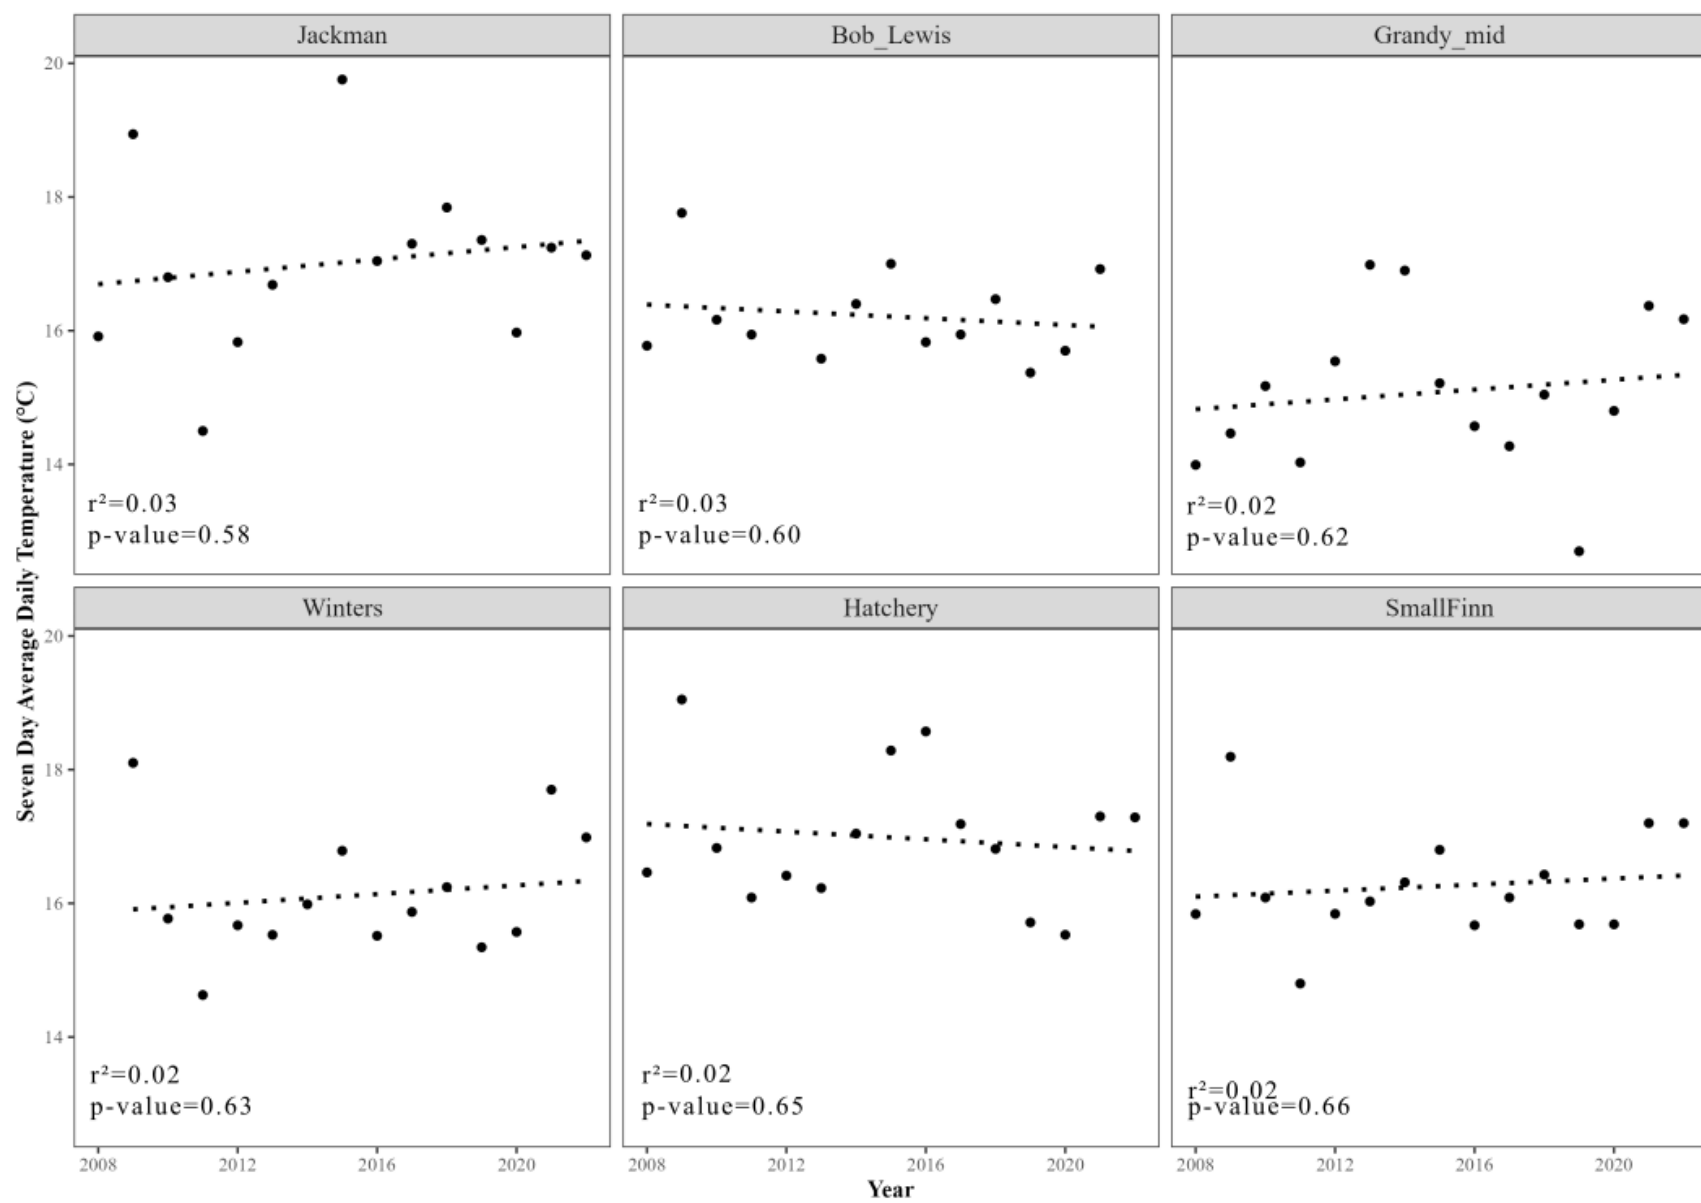 Jackman
Bob_Lewis
Grandy_mid
20
18
16
14
r²=0.03
p-value=0.58
r²=0.03
p-value=0.60
r²=0.02
p-value=0.62
Seven Day Average Daily Temperature (°C)
Winters
Hatchery
SmallFinn
20
18
16
14
r²=0.02
p-value=0.63
r²=0.02
p-value=0.65
r²=0.02
p-value=0.66
2008 2012 2016 2020
2008 2012 2016 2020
2008 2012 2016 2020
Year